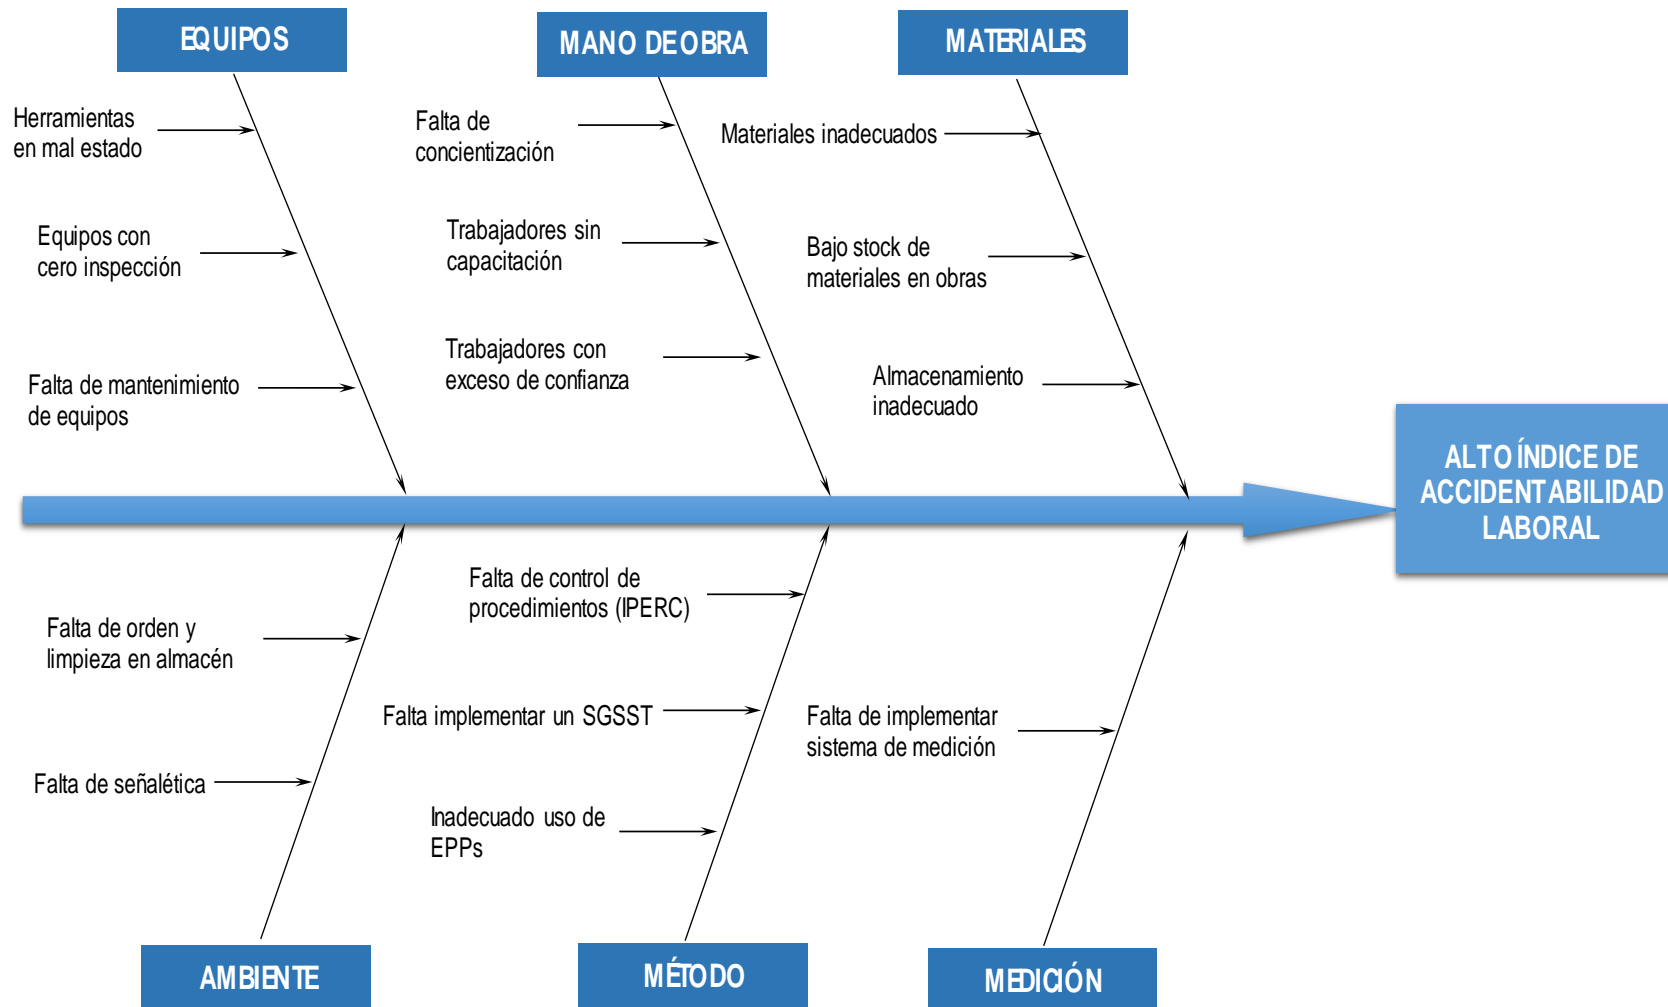 EQUIPOS
MANO DE OBRA
MATERIALES
Herramientas
en mal estado
Falta de
concientización
Materiales inadecuados
Equipos con
cero inspección
Trabajadores sin
capacitación
Bajo stock de
materiales en obras
Falta de mantenimiento
de equipos
Trabajadores con
exceso de confianza
Almacenamiento
inadecuado
ALTO ÍNDICE DE
ACCIDENTABILIDAD
LABORAL
Falta de orden y
limpieza en almacén
Falta de control de
procedimientos (IPERC)
Falta implementar un SGSST
Falta de implementar
sistema de medición
Falta de señalética
Inadecuado uso de
EPPs
AMBIENTE
MÉTODO
MEDICIÓN